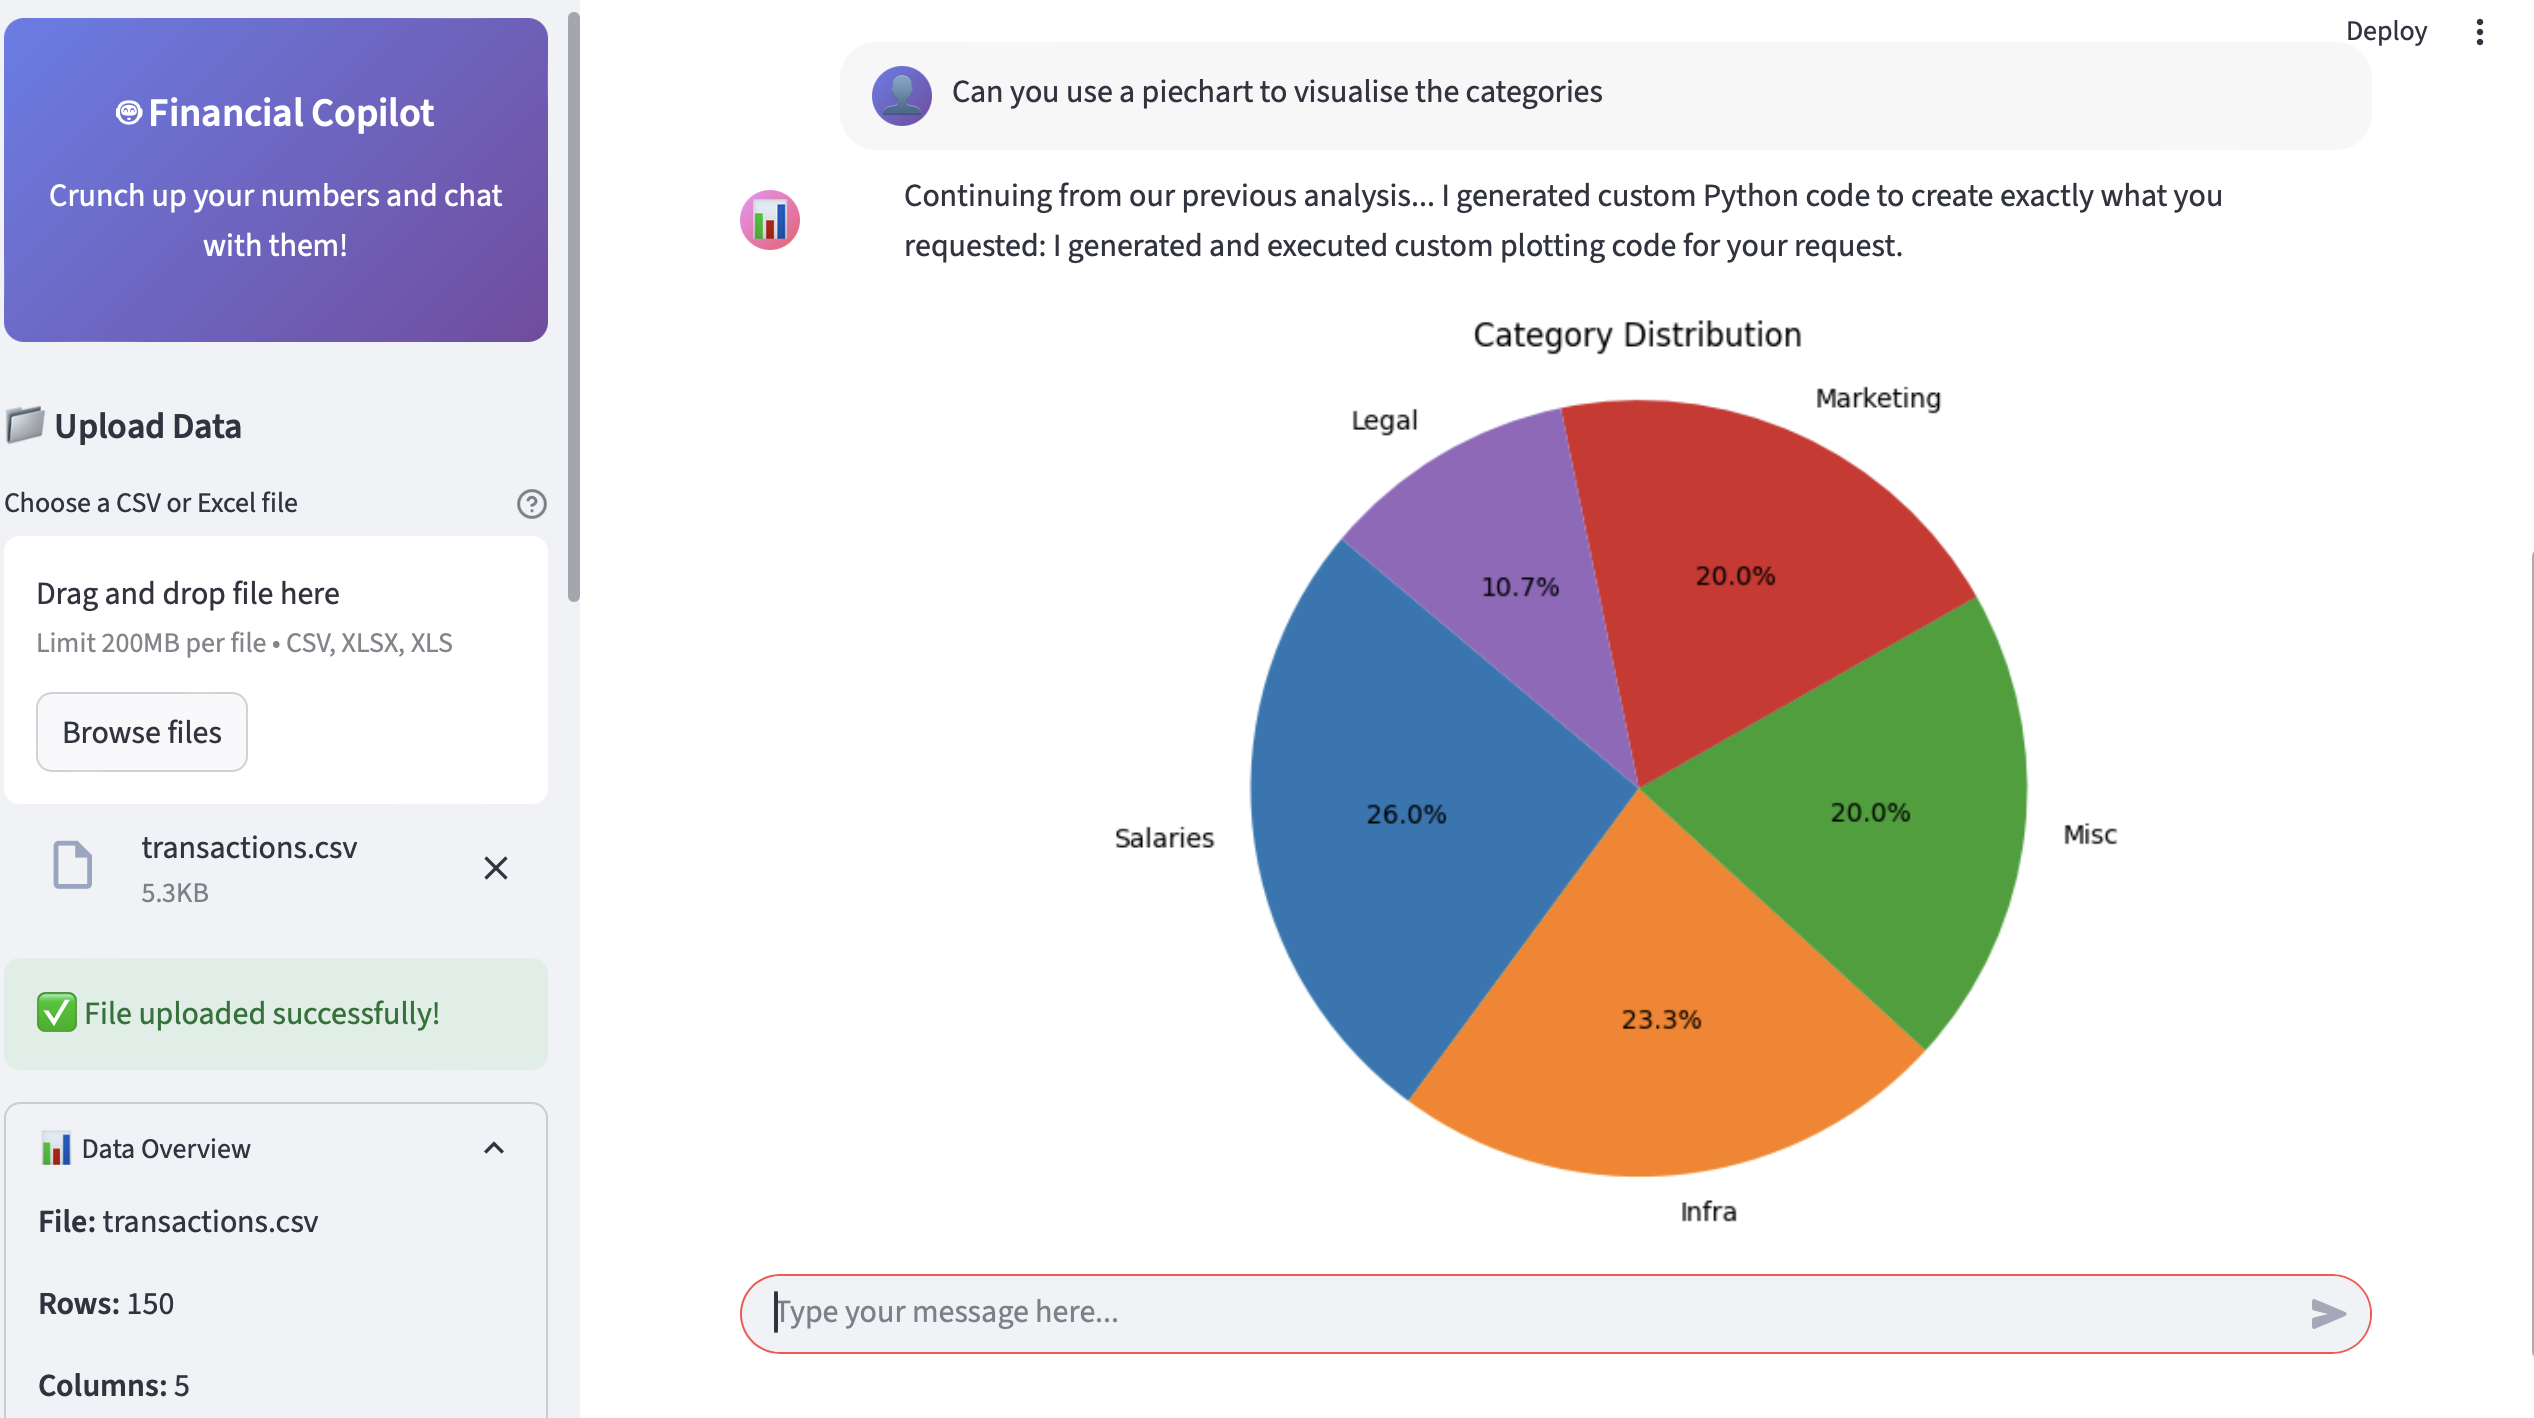 Financial Copilot
Crunch up your numbers and chat
with them!
Upload Data
Choose a CSV or Excel file
Drag and drop file here
Limit 200MB per file • CSV, XLSX, XLS
Browse files
transactions.csv
5.3KB
File uploaded successfully!
Data Overview
File: transactions.csv
Rows: 150
Columns: 5
Deploy
Can you use a piechart to visualise the categories
Continuing from our previous analysis... I generated custom Python code to create exactly what you
requested: I generated and executed custom plotting code for your request.
Category Distribution
Marketing
Legal
20.0%
10.7%
26.0%
20.0%
Salaries
Misc
23.3%
Infra
Type your message here...